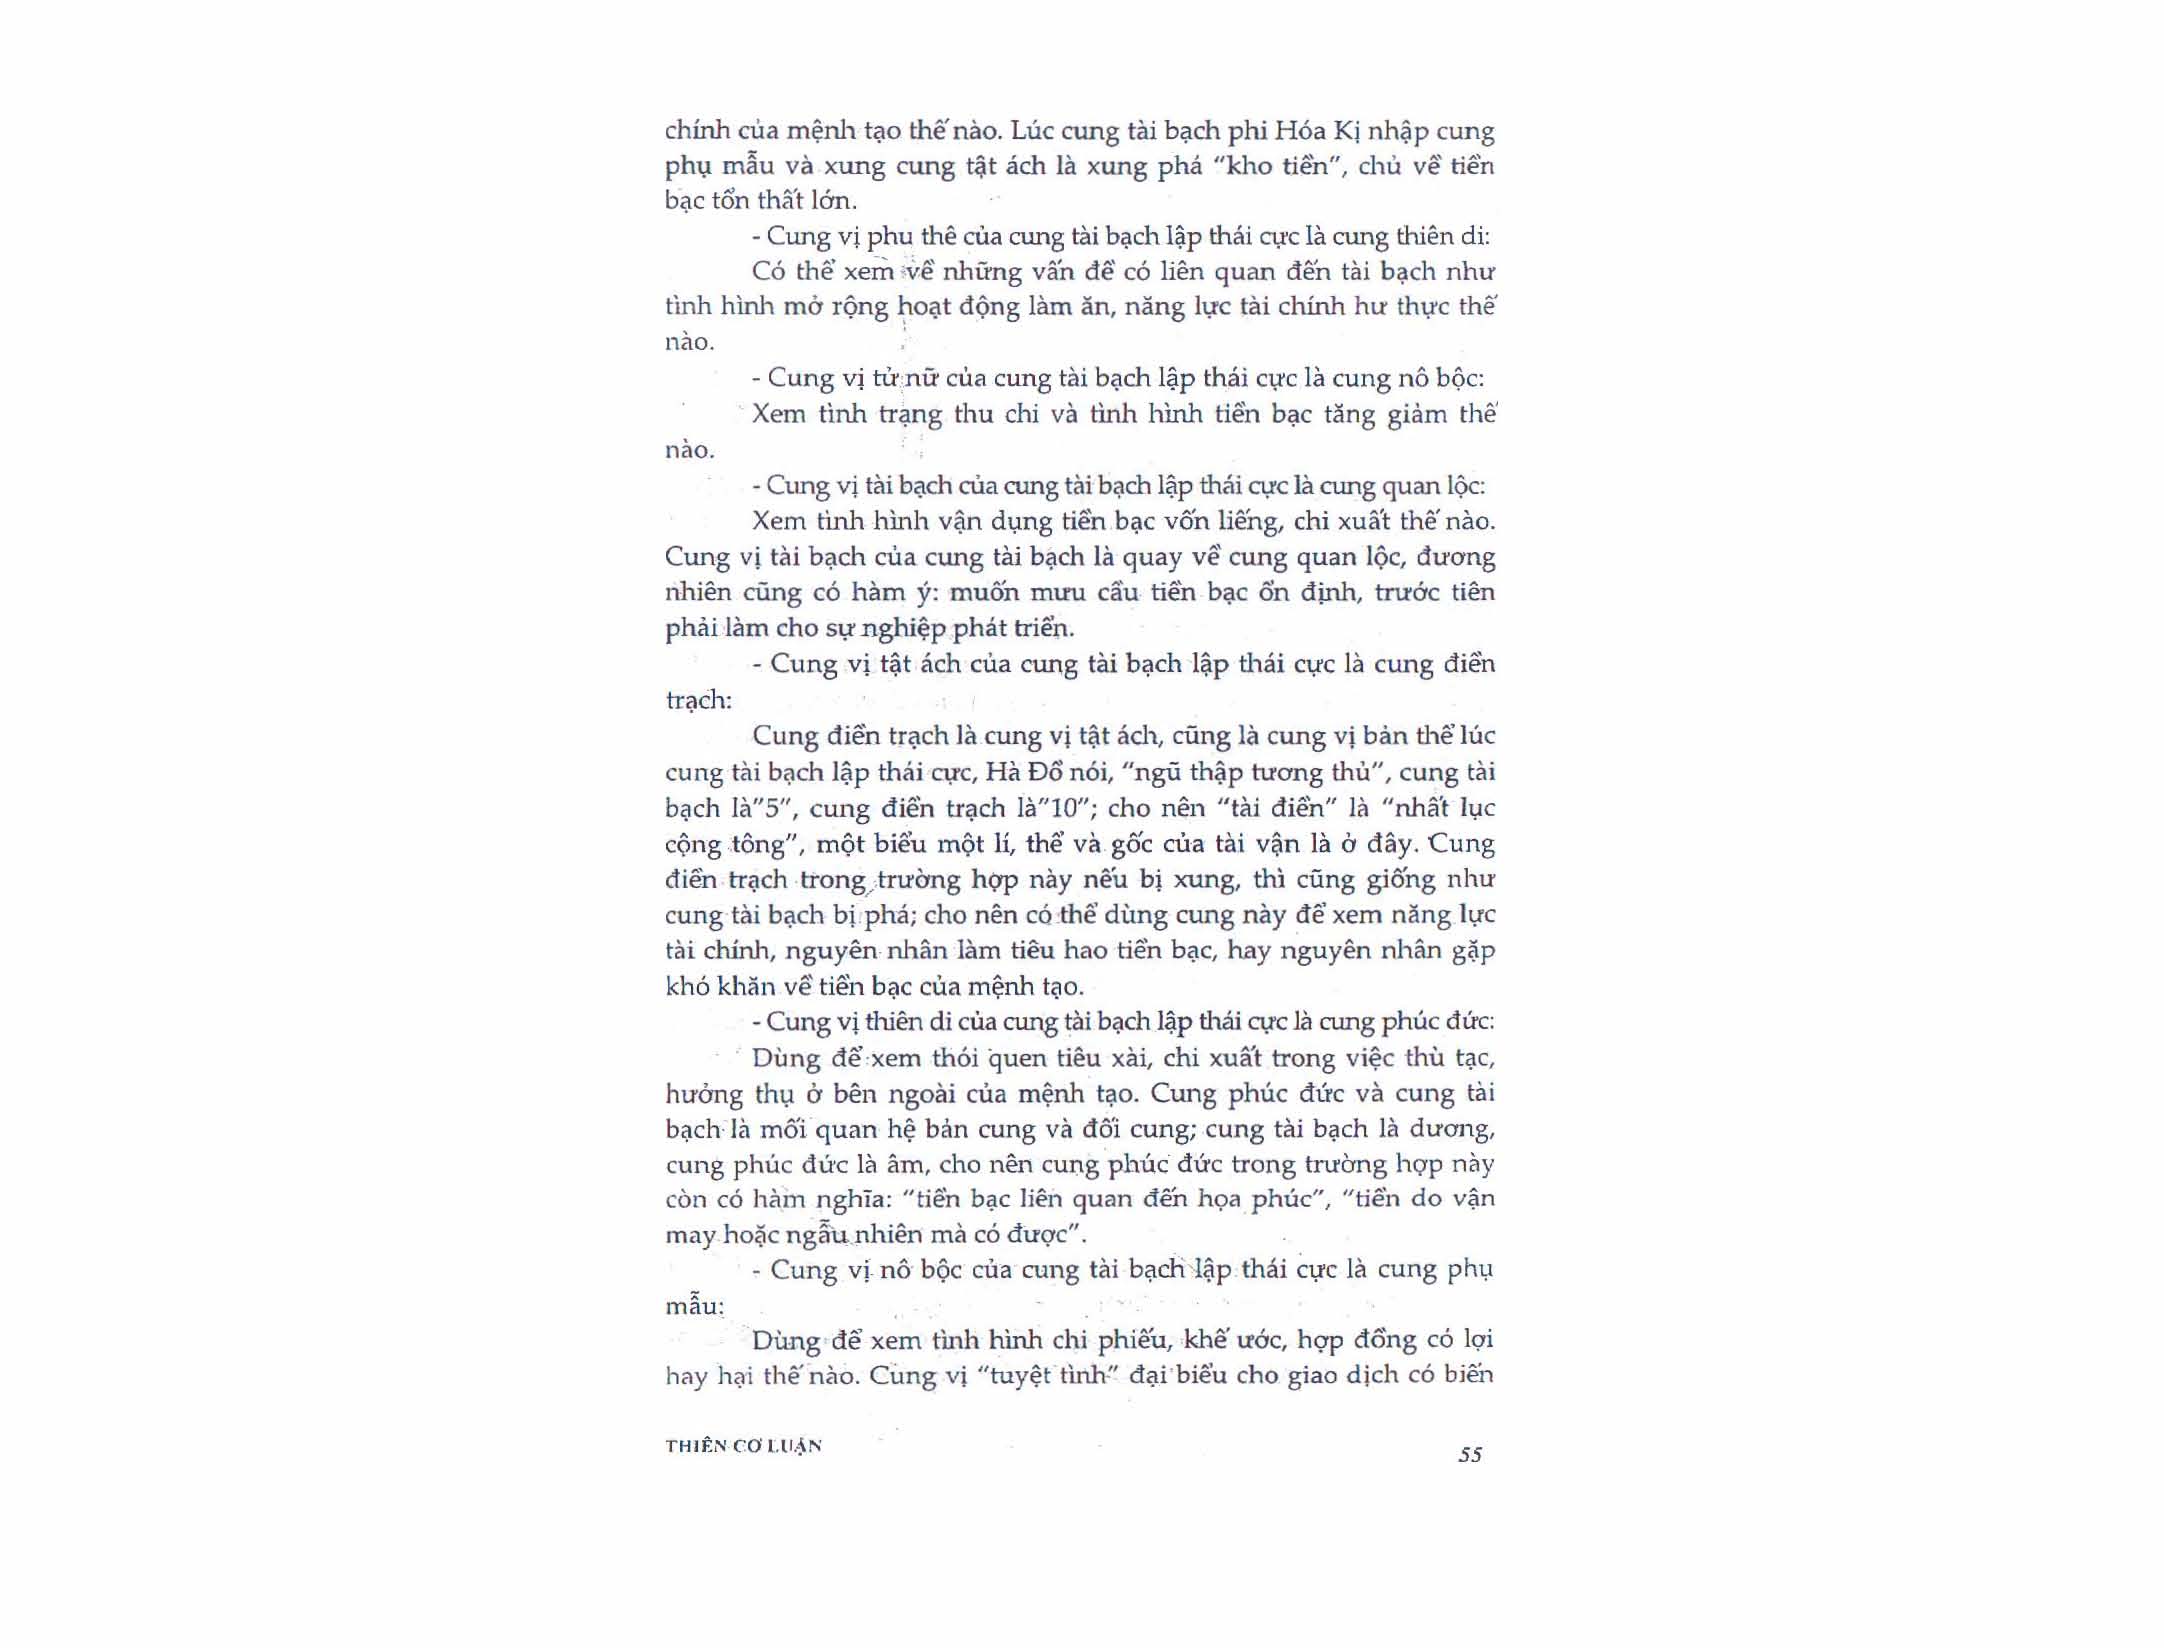 chính của mệnh tạo thế nào. Lúc cung tài bạch phi Hóa Kị nhập cung
phụ mẫu và xung cung tật ách là xung phá "kho tiền", chủ về tiền
bạc tổn thất lớn.
- Cung vị phu thê của cung tài bạch lập thái cực là cung thiên di:
Có thể xem về những vấn đề có liên quan đến tài bạch như
tình hình mở rộng hoạt động làm ăn, năng lực tài chính hư thực thế
nào.
- Cung vị tử nữ của cung tài bạch lập thái cực là cung nô bộc:
Xem tình trạng thu chi và tình hình tiền bạc tăng giảm thế
nào.
- Cung vị tài bạch của cung tài bạch lập thái cực là cung quan lộc:
Xem tình hình vận dụng tiền bạc vốn liếng, chi xuất thế nào.
Cung vị tài bạch của cung tài bạch là quay về cung quan lộc, đương
nhiên cũng có hàm ý: muốn mưu cầu tiền bạc ổn định, trước tiên
phải làm cho sự nghiệp phát triển.
- Cung vị tật ách của cung tài bạch lập thái cực là cung điền
trạch:
Cung điền trạch là cung vị tật ách, cũng là cung vị bản thể lúc
cung tài bạch lập thái cực, Hà Đồ nói, "ngũ thập tương thủ", cung tài
bạch là"5", cung điền trạch là"10"; cho nên "tài điền" là "nhất lục
cộng tông", một biểu một lí, thể và gốc của tài vận là ở đây. Cung
điền trạch trong trường hợp này nếu bị xung, thì cũng giống như
cung tài bạch bị phá; cho nên có thể dùng cung này để xem năng lực
tài chính, nguyên nhân làm tiêu hao tiền bạc, hay nguyên nhân gặp
khó khăn về tiền bạc của mệnh tạo.
- Cung vị thiên di của cung tài bạch lập thái cực là cung phúc đức:
Dùng để xem thói quen tiêu xài, chi xuất trong việc thù tạc,
hưởng thụ ở bên ngoài của mệnh tạo. Cung phúc đức và cung tài
bạch là mối quan hệ bản cung và đối cung; cung tài bạch là dương,
cung phúc đức là âm, cho nên cung phúc đức trong trường hợp này
còn có hàm nghĩa: "tiền bạc liên quan đến họa phúc", "tiền do vận
may hoặc ngẫu nhiên mà có được".
- Cung vị nô bộc của cung tài bạch lập thái cực là cung phụ
mẫu:
Dùng để xem tình hình chi phiếu, khế ước, hợp đồng có lợi
hay hại thế nào. Cung vị "tuyệt tình" đại biểu cho giao dịch có biến
THIÊN CƠ LUẬN
55